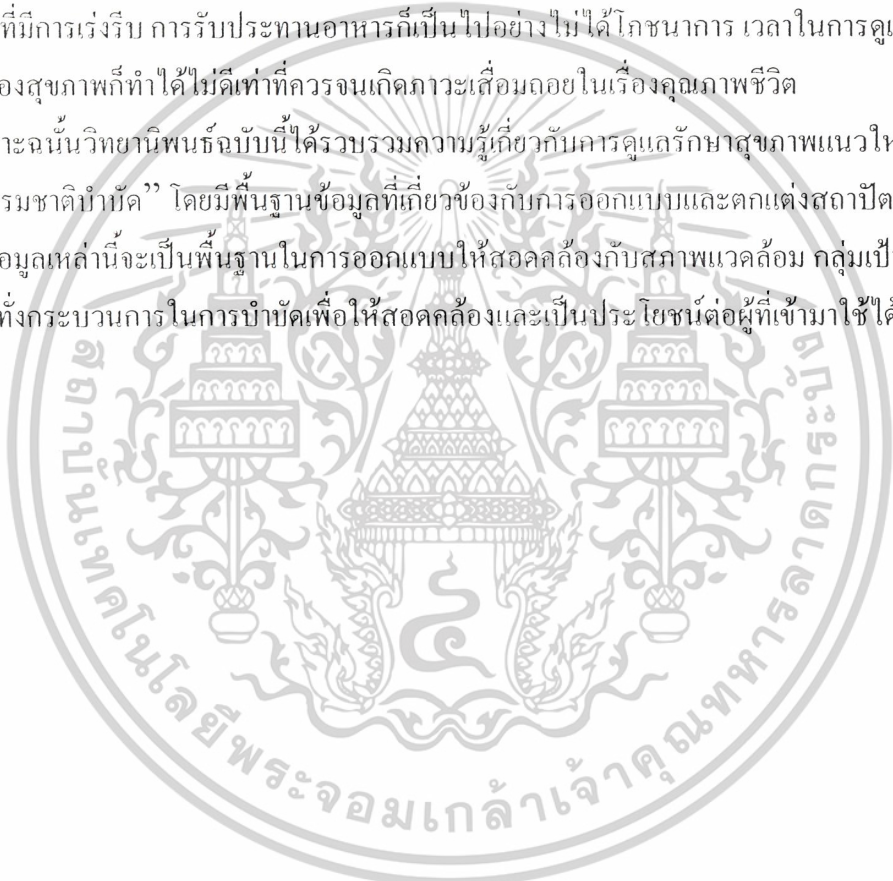 ที่มีการเร่งรีบ การรับประทานอาหารก็เป็นไปอย่างไม่ได้โภชนาการ เวลาในการดูแ
องสุขภาพก็ทำได้ไม่ดีเท่าที่ควรจนเกิดภาวะเสื่อมถอยในเรื่องคุณภาพชีวิต
าะฉนั้นวิทยานิพนธ์ฉบับนี้ได้รวบรวมความรู้เกี่ยวกับการดูแลรักษาสุขภาพแนวให
รรมชาติบำบัด” โดยมีพื้นฐานข้อมูลที่เกี่ยวข้องกับการออกแบบและตกแต่งสถาปัต
้อมูลเหล่านี้จะเป็นพื้นฐานในการออกแบบให้สอดคล้องกับสภาพแวดล้อม กลุ่มเป้
ทั่งกระบวนการในการบำบัดเพื่อให้สอดคล้องและเป็นประโยชน์ต่อผู้ที่เข้ามาใช้ได้
สถาบันเทคโนโลยีพระจอมเกล้าเจ้าคุณทหารลาดกระบัง